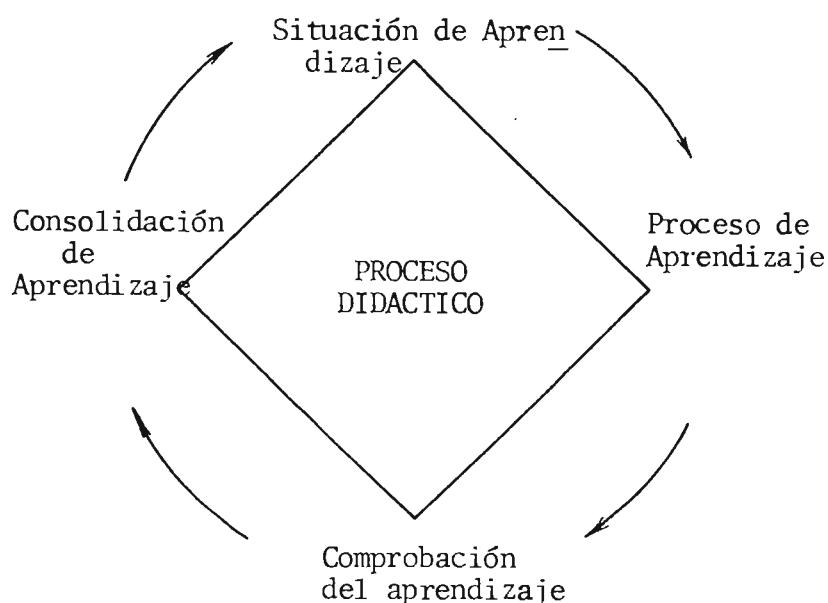 Situación de Apren
dizaje
Proceso de
Aprendizaje
Comprobación
del aprendizaje
Consolidación
de
Aprendizaje
PROCESO
DIDACTICO